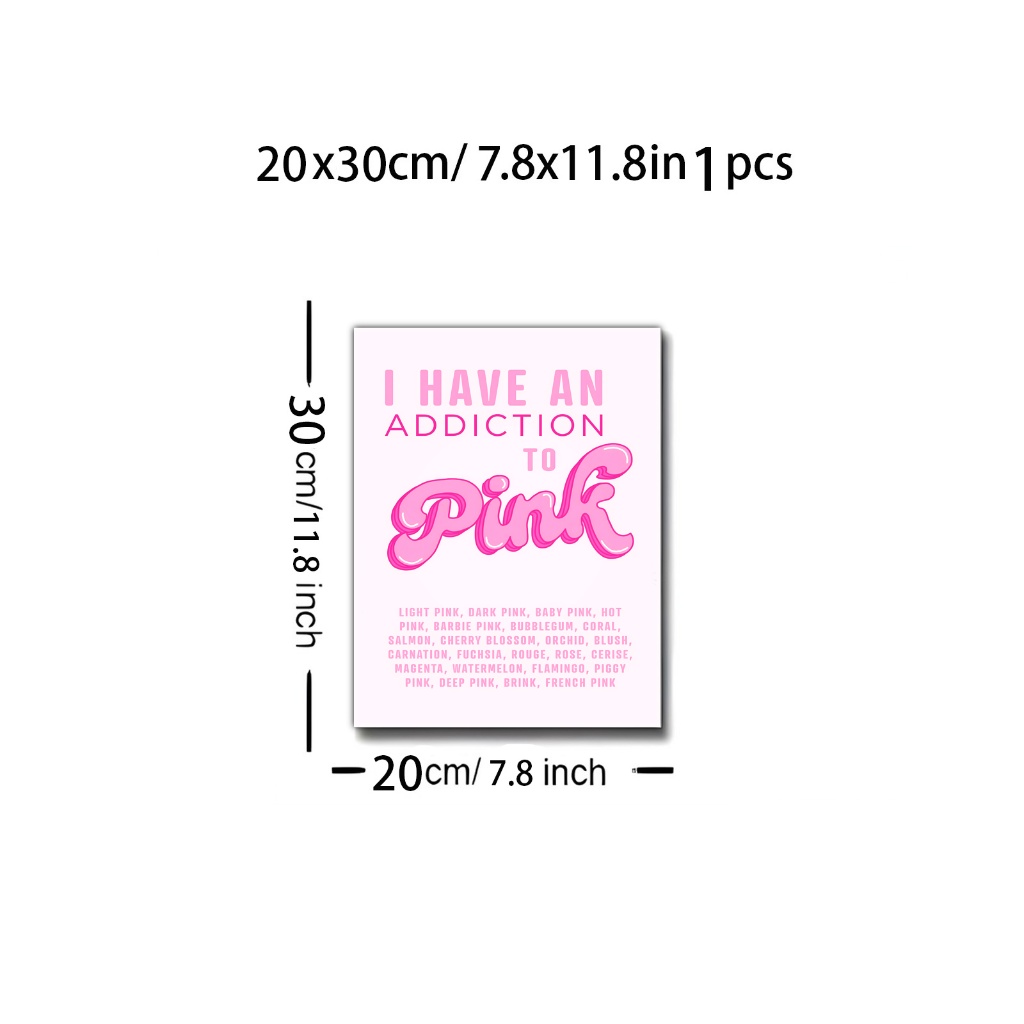 20x30cm/ 7.8x11.8in 1 pcs
30cm/11.8 inch
I HAVE AN
ADDICTION
TO
Pink
LIGHT PINK, DARK PINK, BABY PINK, HOT
PINK, BARBIE PINK, BUBBLEGUM, CORAL,
SALMON, CHERRY BLOSSOM, ORCHID, BLUSH,
CARNATION, FUCHSIA, ROUGE, ROSE, CERISE,
MAGENTA, WATERMELON, FLAMINGO, PIGGY
PINK, DEEP PINK, BRINK, FRENCH PINK
20cm/ 7.8 inch